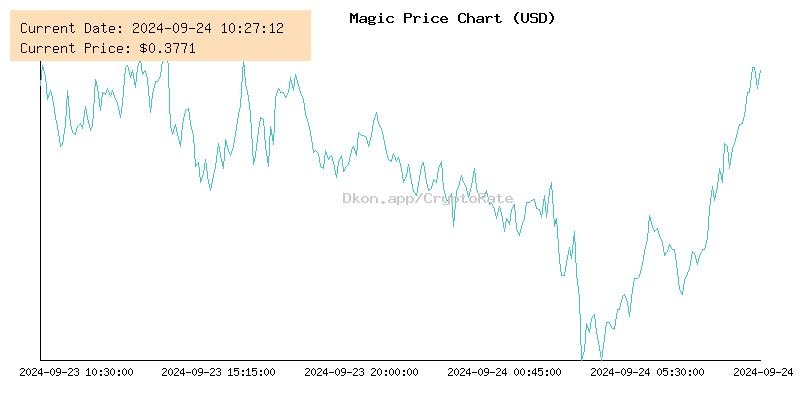 Magic Price Chart (USD)
Current Date: 2024-09-24 10:27:12
Current Price: $0.3771
Dkon.app/CryptoRate
2024-09-23 10:30:00
2024-09-23 15:15:00
2024-09-23 20:00:00
2024-09-24 00:45:00
2024-09-24 05:30:00
2024-09-24